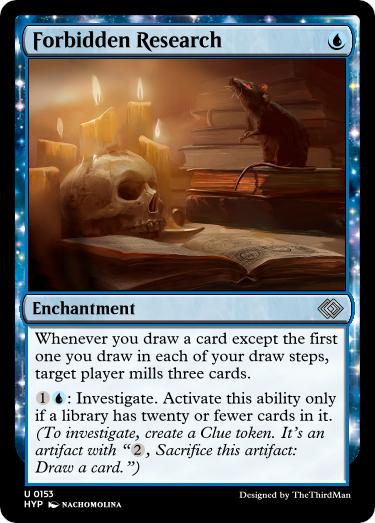 Forbidden Research
Enchantment
Whenever you draw a card except the first
one you draw in each of your draw steps,
target player mills three cards.
1: Investigate. Activate this ability only
if a library has twenty or fewer cards in it.
(To investigate, create a Clue token. It's an
artifact with “2, Sacrifice this artifact:
Draw a card.”)
U 0153
HYP NACHOMOLINA
Designed by TheThirdMan